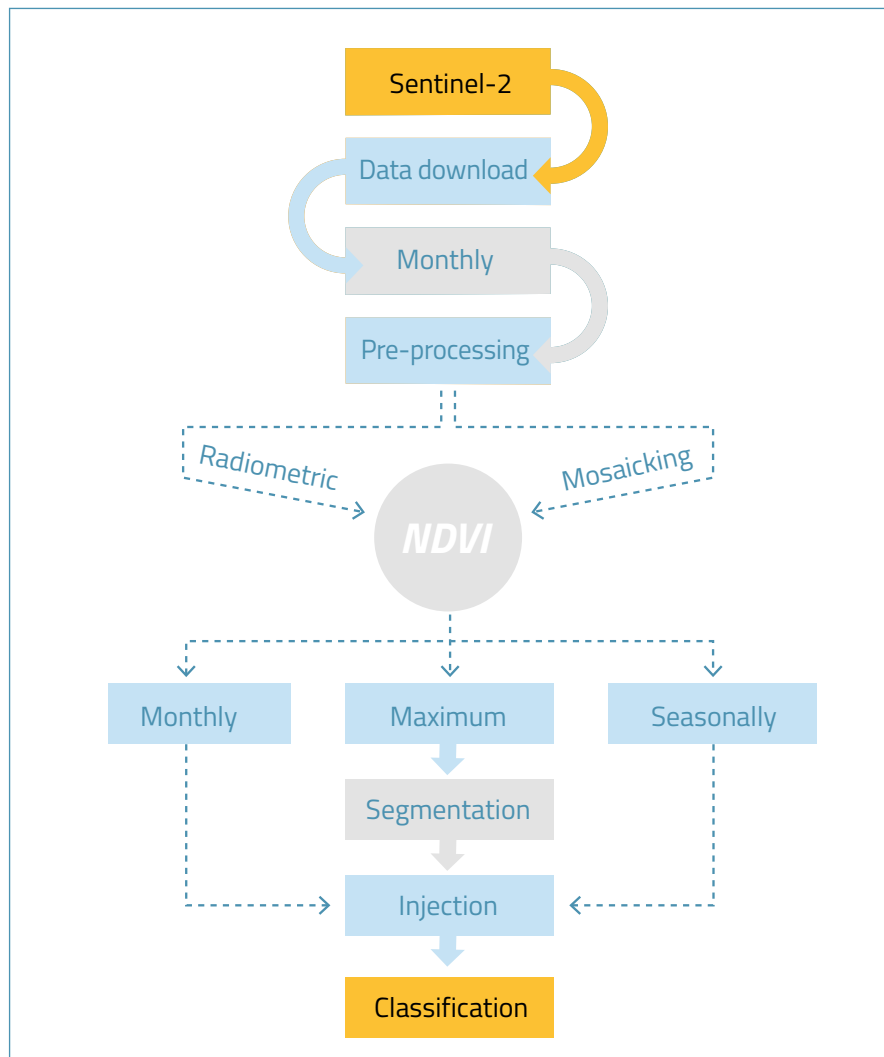 Sentinel-2
Data download
Monthly
Pre-processing
Radiometric
Mosaicking
NDVI
Monthly
Maximum
Seasonally
Segmentation
Injection
Classification